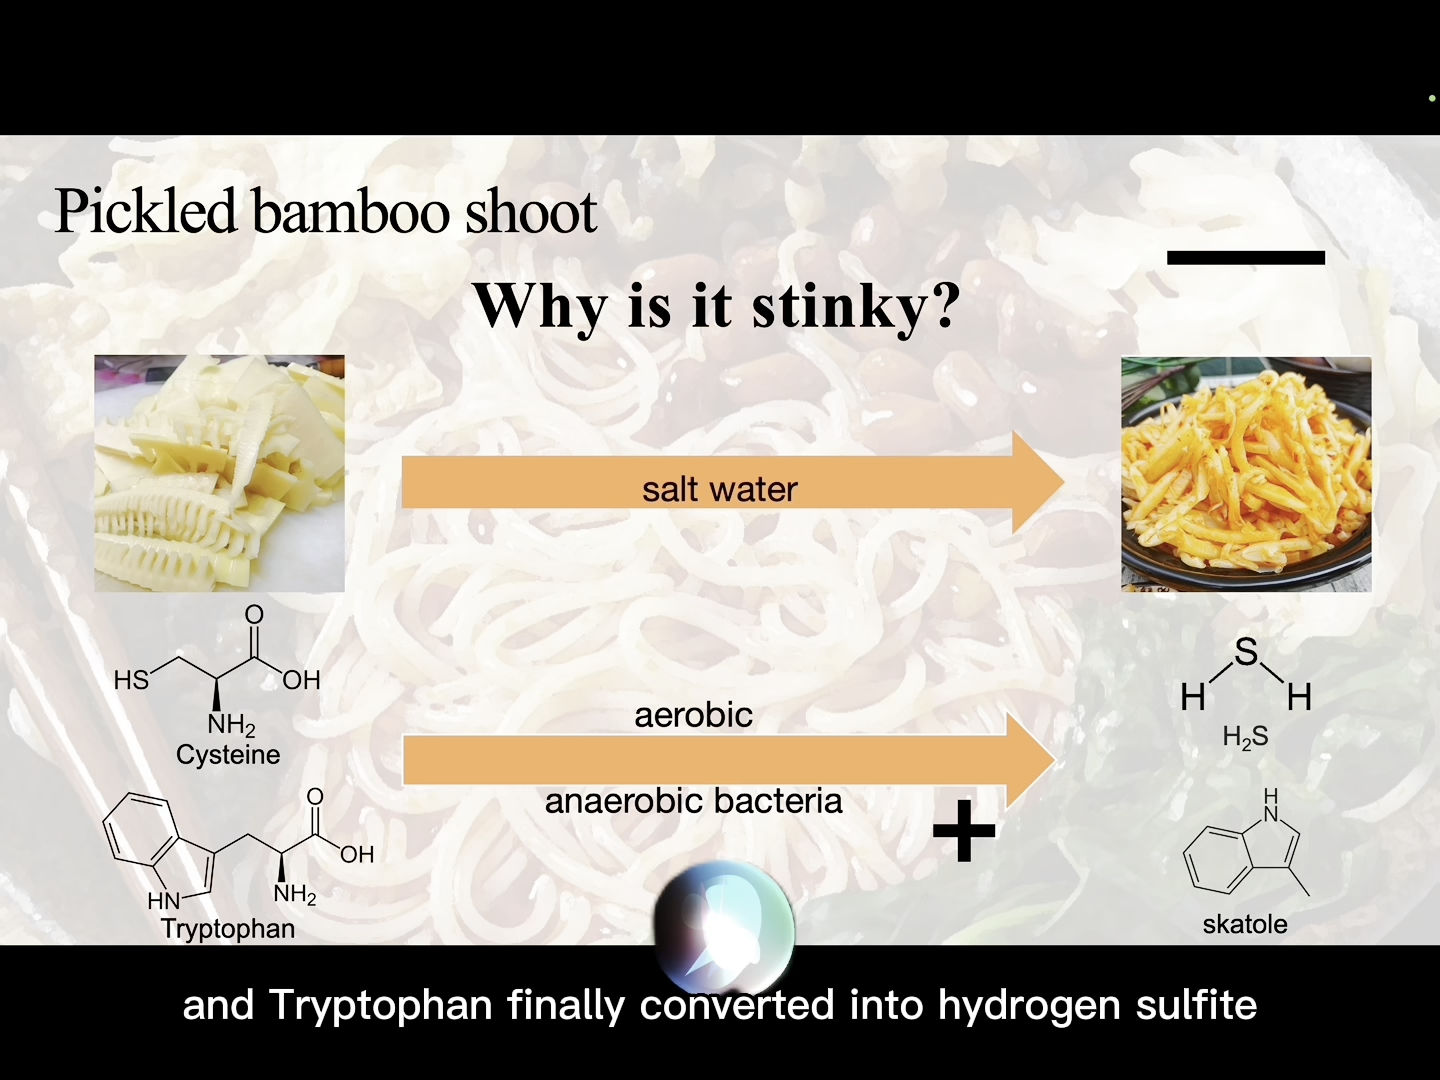 Pickled bamboo shoot
Why is it stinky?
salt water
O
HS
OH
NH₂
Cysteine
S
H H
H₂S
aerobic
anaerobic bacteria
+
O
OH
NH₂
HN
Tryptophan
H
N
skatole
and Tryptophan finally converted into hydrogen sulfite